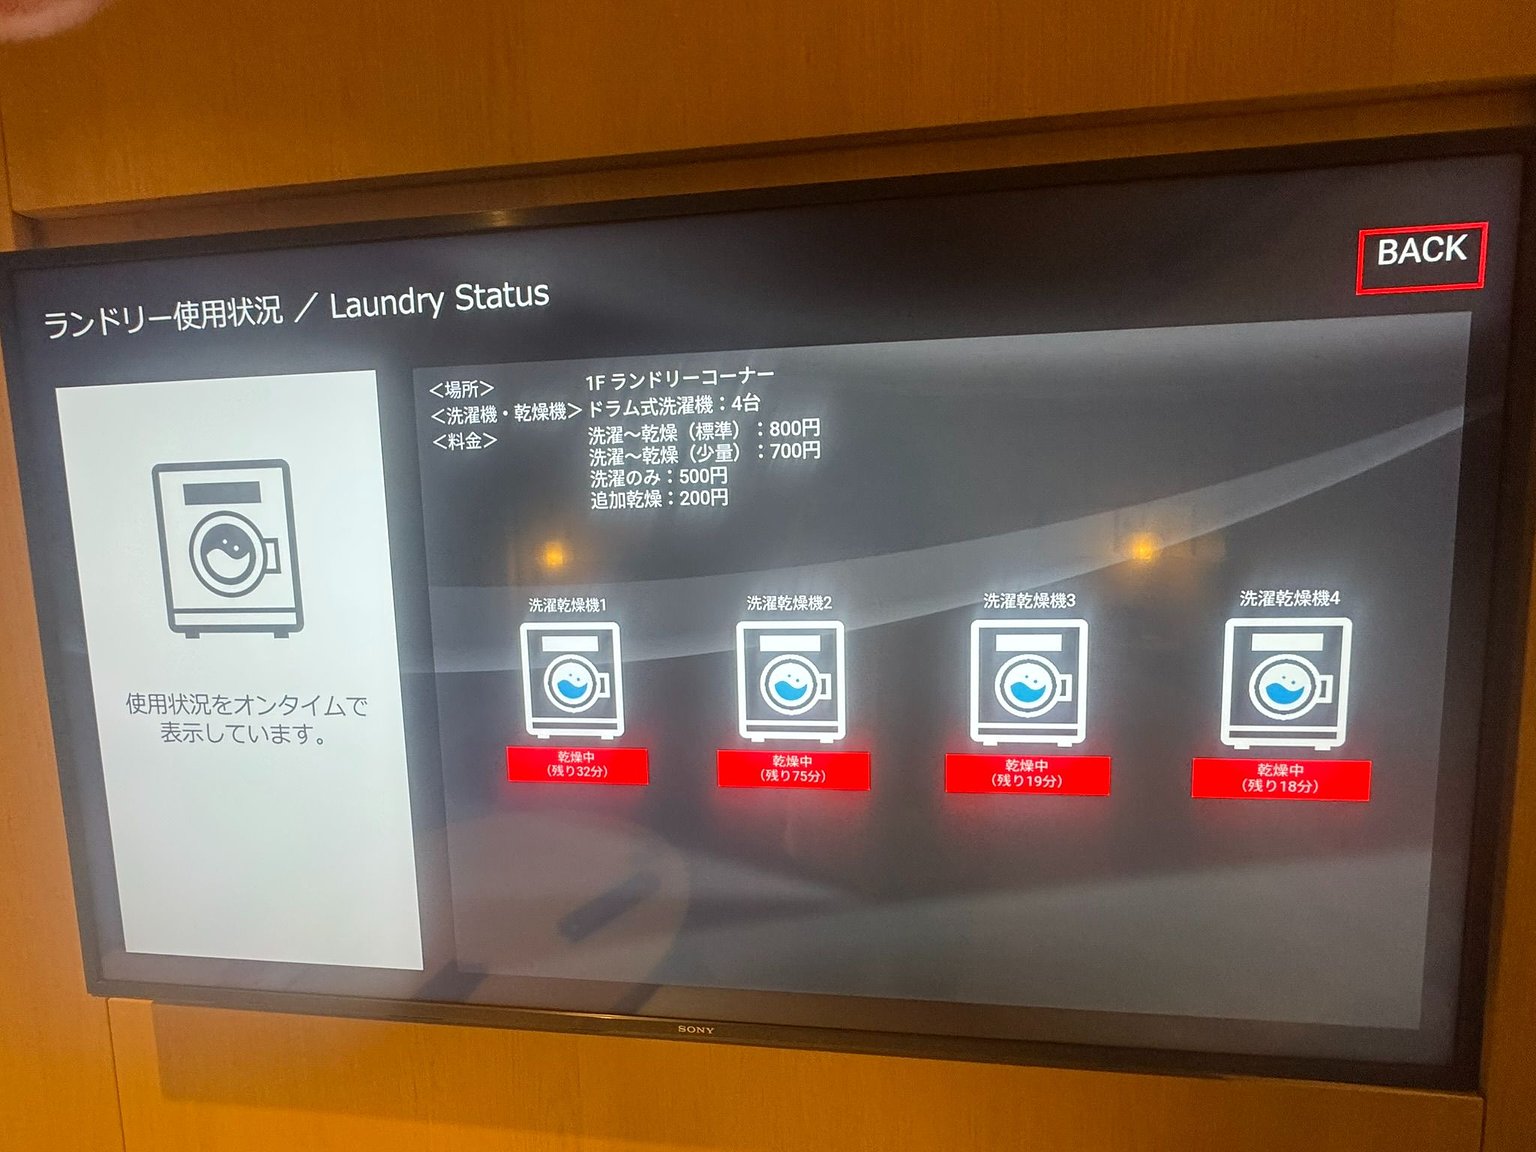 ランドリー使用状況 / Laundry Status
BACK
使用状況をオンタイムで
表示しています。
＜場所＞ 1F ランドリーコーナー
＜洗濯機・乾燥機＞ ドラム式洗濯機：4台
＜料金＞ 洗濯～乾燥（標準）：800円
洗濯～乾燥（少量）：700円
洗濯のみ：500円
追加乾燥：200円
洗濯乾燥機1
乾燥中
（残り32分）
洗濯乾燥機2
乾燥中
（残り75分）
洗濯乾燥機3
乾燥中
（残り19分）
洗濯乾燥機4
乾燥中
（残り18分）
SONY